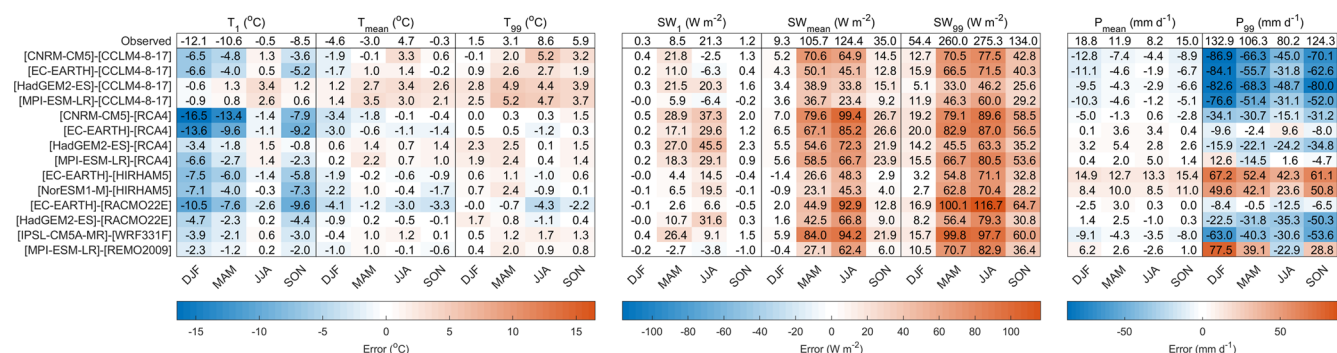 T1 (°C) Tmean (°C) T99 (°C) SW1 (W m-2) SWmean (W m-2) SW99 (W m-2) Pmean (mm d-1) P99 (mm d-1)
Observed -12.1 -10.6 -0.5 -8.5 -4.6 -3.0 4.7 -0.3 1.5 3.1 8.6 5.9 0.3 8.5 21.3 1.2 9.3 105.7 124.4 35.0 54.4 260.0 275.3 134.0 18.8 11.9 8.2 15.0 132.9 106.3 80.2 124.3
[CNRM-CM5]-[CCLM4-8-17] -6.5 -4.8 1.3 -3.6 -1.9 -0.1 3.3 0.6 -0.1 2.0 5.2 3.2 0.4 21.8 -2.5 1.3 5.2 70.6 64.9 14.5 12.7 70.5 77.5 42.8 -12.8 -7.4 -4.4 -8.9 -86.9 -66.3 -45.0 -70.1
[EC-EARTH]-[CCLM4-8-17] -6.6 -4.0 0.5 -5.2 -1.7 1.0 1.4 -0.2 0.9 2.6 2.7 1.9 0.2 11.0 -6.3 0.4 4.3 50.1 45.1 12.8 15.9 66.5 71.5 40.3 -11.1 -4.6 -1.9 -6.7 -84.1 -55.7 -31.8 -62.6
[HadGEM2-ES]-[CCLM4-8-17] -0.6 1.3 3.4 1.2 1.2 2.7 3.4 2.6 2.8 4.9 4.4 3.9 0.3 21.5 20.3 1.6 3.4 38.9 33.8 15.1 5.1 33.0 46.2 25.6 -9.5 -4.3 -2.9 -6.6 -82.6 -68.3 -48.7 -80.0
[MPI-ESM-LR]-[CCLM4-8-17] -0.9 0.8 2.6 0.6 1.4 3.5 3.0 2.1 2.5 5.2 4.7 3.7 -0.0 5.9 -6.4 -0.2 3.6 36.7 23.4 9.2 11.9 46.3 60.0 29.2 -10.3 -4.6 -1.2 -5.1 -76.6 -51.4 -31.1 -52.0
[CNRM-CM5]-[RCA4] -16.5 -13.4 -1.4 -7.9 -3.4 -1.8 -0.1 -0.4 0.0 0.3 0.3 1.5 0.5 28.9 37.3 2.1 6.9 79.6 99.4 26.7 19.2 79.1 89.6 58.5 -5.0 -1.3 0.6 -2.8 -34.1 -30.7 -15.7 -31.2
[EC-EARTH]-[RCA4] -13.6 -9.6 -1.1 -9.2 -3.0 -0.6 -1.1 -1.4 0.5 0.5 -1.2 0.3 0.2 17.1 29.6 1.2 6.6 67.1 85.2 26.6 20.0 82.9 87.0 56.5 0.1 3.6 3.4 0.4 -9.6 -2.4 9.6 -8.0
[HadGEM2-ES]-[RCA4] -3.4 -1.8 1.5 -0.8 0.6 1.4 0.7 0.6 2.3 2.5 0.1 1.5 0.3 27.0 45.5 2.3 4.6 54.6 72.3 22.9 14.2 45.5 63.3 35.2 3.2 5.4 2.8 2.6 -15.9 -22.1 -24.2 -34.8
[MPI-ESM-LR]-[RCA4] -6.6 -2.7 1.4 -2.3 -0.4 2.2 0.7 1.0 1.9 2.4 0.4 1.4 0.2 18.3 29.1 0.9 5.4 58.5 66.7 23.9 20.2 66.7 80.5 53.6 0.4 2.0 5.0 1.4 12.6 -14.5 1.6 -4.7
[EC-EARTH]-[HIRHAM5] -7.5 -6.0 -1.4 -5.8 -1.8 -0.2 0.1 -1.0 0.8 0.7 1.4 0.6 -0.0 4.4 14.5 -0.4 1.4 26.6 48.3 2.9 3.2 54.8 71.1 32.8 14.9 12.7 13.3 15.4 67.2 52.4 42.3 61.1
[NorESM1-M]-[HIRHAM5] -7.1 -4.0 -0.3 -7.3 -2.2 1.0 0.4 -1.7 0.7 2.4 -0.9 0.1 -0.1 6.5 19.5 -0.1 0.9 23.1 45.3 4.0 2.7 62.8 70.4 28.2 8.4 10.0 8.5 11.0 49.6 42.1 23.6 50.8
[EC-EARTH]-[RACMO22E] -10.5 -7.6 -2.6 -9.6 -4.1 -1.2 -3.0 -3.3 -0.0 -0.7 -4.3 -2.2 -0.1 2.6 6.6 -0.5 2.0 44.9 92.9 12.8 16.9 100.1 116.7 64.7 -2.5 3.0 0.3 0.0 -8.4 -0.5 -12.5 -6.5
[HadGEM2-ES]-[RACMO22E] -4.7 -2.3 0.2 -4.4 -0.9 0.2 -0.5 -0.1 1.7 0.8 -1.1 0.4 -0.0 10.7 31.6 0.3 1.0 42.5 66.8 9.0 8.2 56.4 79.3 30.8
[IPSL-CM5A-MR]-[WRF331F] -3.9 -2.1 0.6 -3.0 -0.4 1.0 1.2 0.5 1.2 1.7 1.3 0.4 26.4 9.1 1.5 5.9 84.0 94.2 21.9 15.7 99.8 97.7 60.0 -9.1 -4.3 -3.5 -5.3 -63.0 -40.3 -30.6 -53.6
[MPI-ESM-LR]-[REMO2009] -2.3 -1.2 0.2 -2.0 -1.0 0.1 -0.6 -0.1 0.4 2.0 0.9 0.8 -0.2 -2.7 -3.8 -1.0 -0.4 27.1 62.4 6.0 10.5 70.7 82.9 36.4 6.2 2.6 -2.6 1.0 77.5 39.1 -22.9 28.8
DJF MAM JJA SON DJF MAM JJA SON DJF MAM JJA SON DJF MAM JJA SON DJF MAM JJA SON DJF MAM JJA SON DJF MAM JJA SON DJF MAM JJA SON
-15 -10 -5 0 5 10 15 -100 -80 -60 -40 -20 0 20 40 60 80 100 -50 0 50
Error (°C) Error (W m-2) Error (mm d-1)